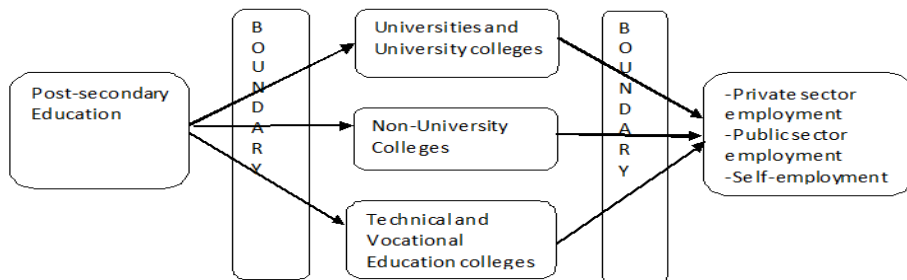 Post-secondary
Education
B
O
U
N
D
A
R
Y
Universities and
University colleges
Non-University
Colleges
Technical and
Vocational
Education colleges
B
O
U
N
D
A
R
Y
-Private sector
employment
-Public sector
employment
-Self-employment